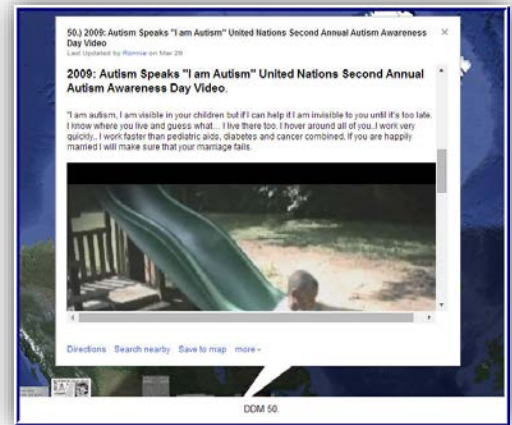 50.) 2009: Autism Speaks "I am Autism" United Nations Second Annual Autism Awareness
Day Video
Last Updated by Ronnie on Mar 29
2009: Autism Speaks "I am Autism" United Nations Second Annual
Autism Awareness Day Video.
"I am autism, I am visible in your children but if I can help it I am invisible to you until it's too late.
I know where you live and guess what... I live there too. I hover around all of you..I work very
quickly.. I work faster than pediatric aids, diabetes and cancer combined. If you are happily
married I will make sure that your marriage fails.
Directions Search nearby Save to map more
DDM 50.